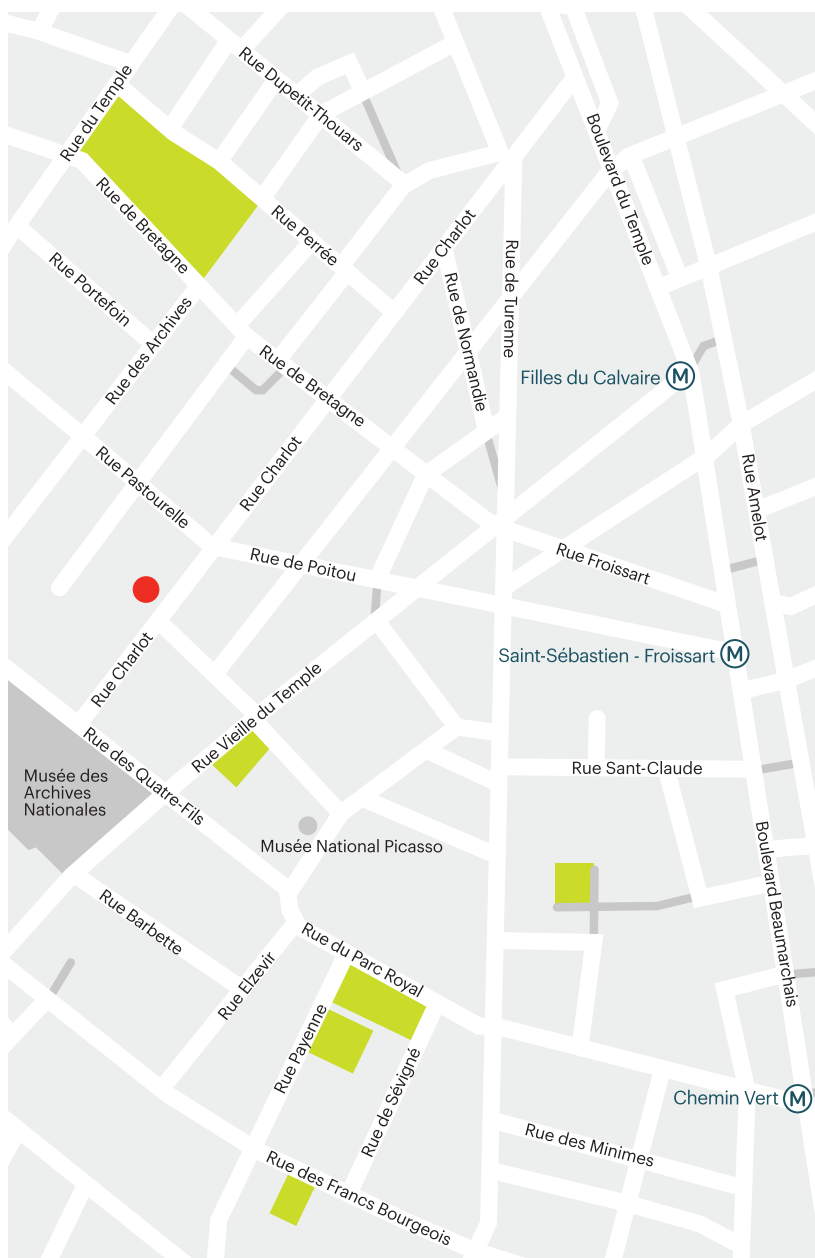 Rue Dupetit-Thouars
Rue du Temple
Boulevard du Temple
Rue de Bretagne
Rue Perrée
Rue Charlot
Rue de Turenne
Rue Portefoin
Rue de Normandie
Rue des Archives
Rue de Bretagne
Filles du Calvaire M
Rue Charlot
Rue Pastourelle
Rue Amelot
Rue de Poitou
Rue Froissart
Rue Charlot
Saint-Sébastien - Froissart M
Rue Vieille du Temple
Rue des Quatre-Fils
Rue Sant-Claude
Musée des
Archives
Nationales
Musée National Picasso
Boulevard Beaumarchais
Rue Barbette
Rue du Parc Royal
Rue Elzevir
Rue Payenne
Rue de Sévigné
Chemin Vert M
Rue des Minimes
Rue des Francs Bourgeois